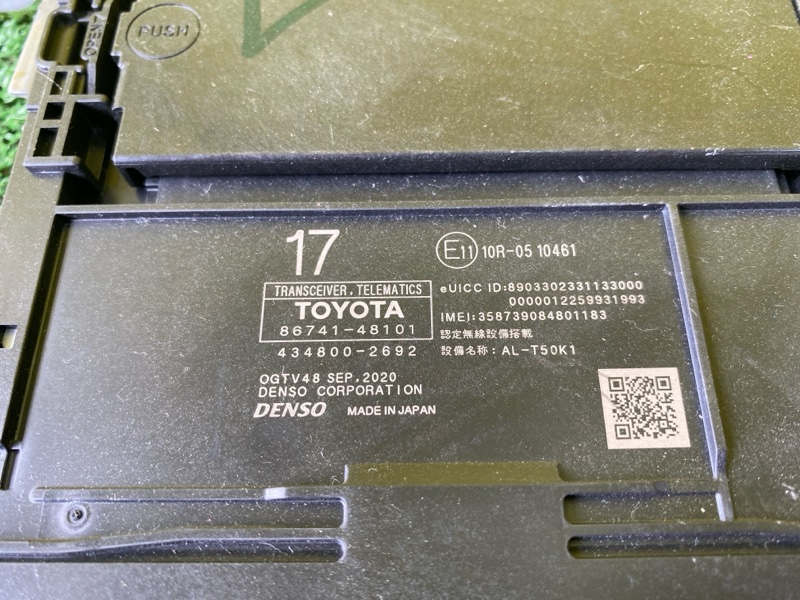 PUSH
OPEN
17
TRANSCEIVER, TELEMATICS
TOYOTA
86741-48101
434800-2692
OGTV48 SEP.2020
DENSO CORPORATION
DENSO MADE IN JAPAN
E11 10R-05 10461
eUICC ID:8903302331133000
0000012259931993
IMEI:358739084801183
認定無線設備搭載
設備名称: AL-T50K1